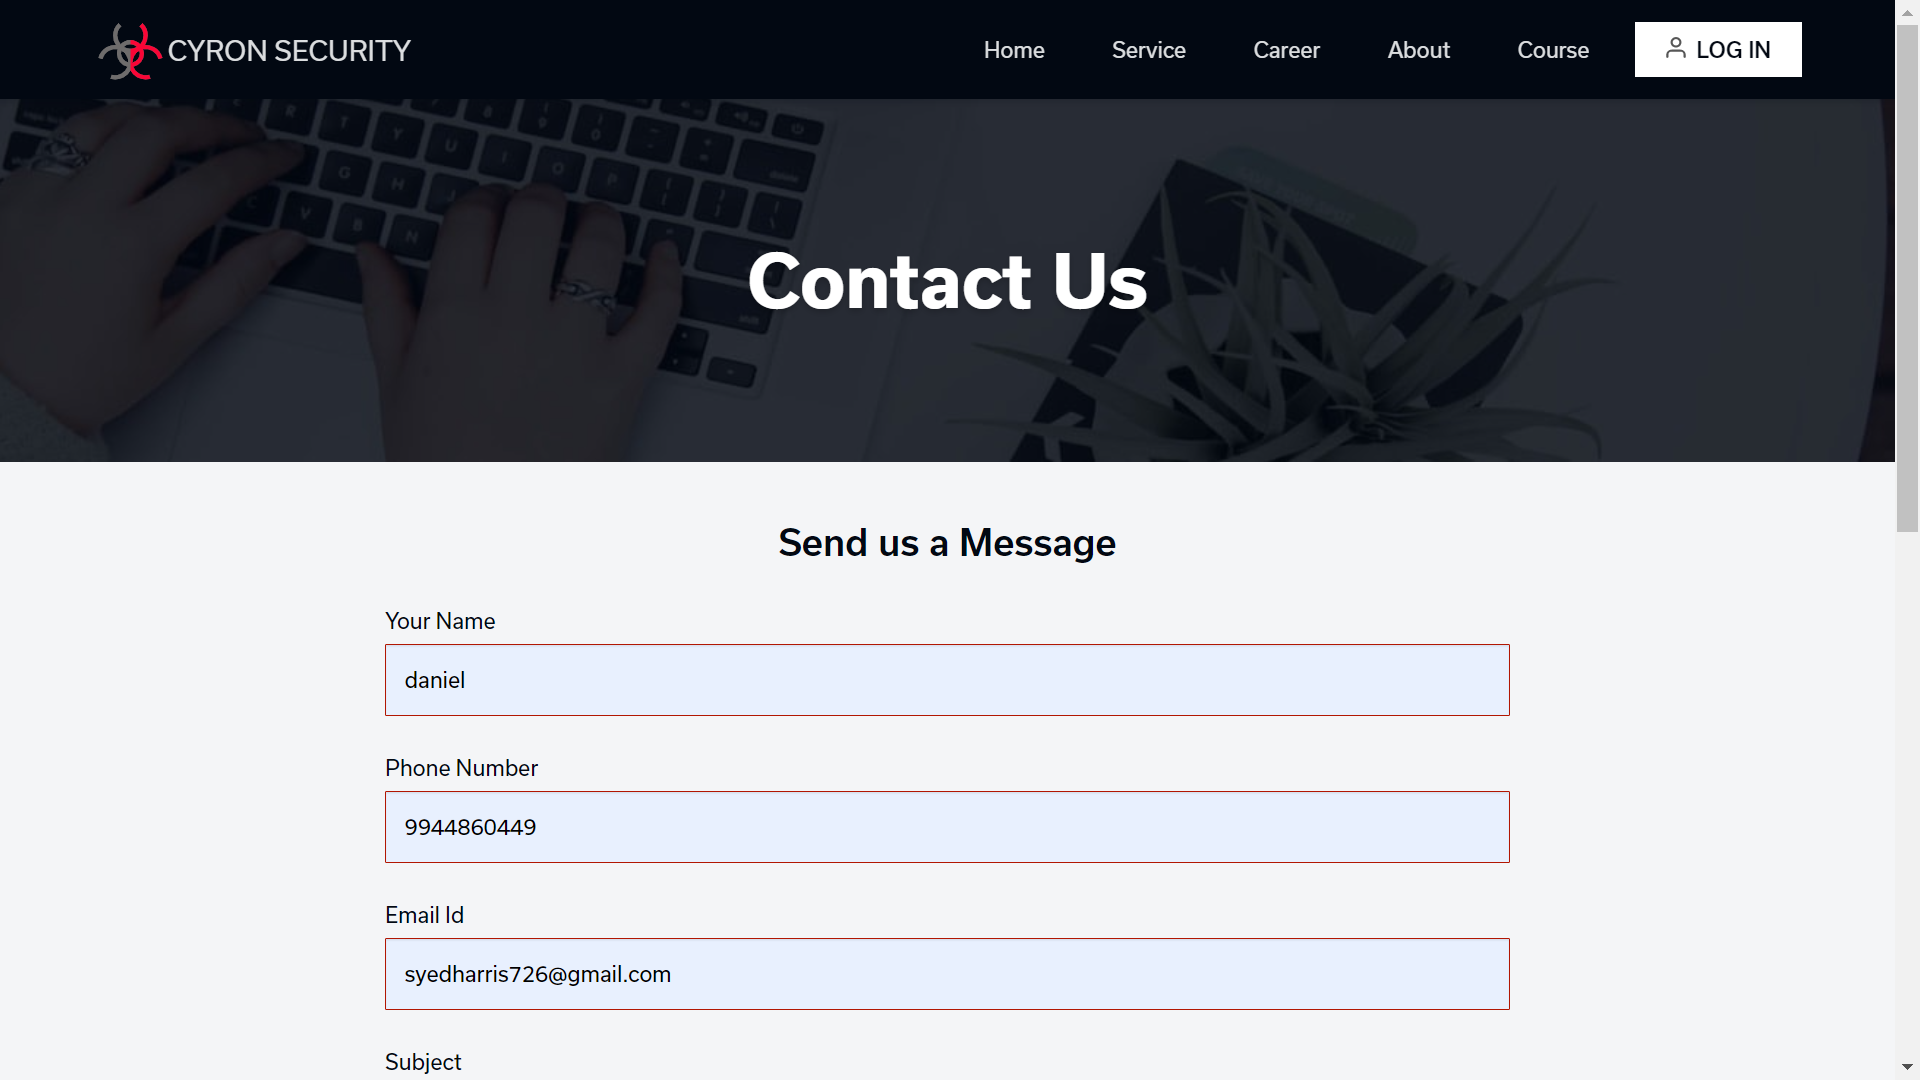 CYRON SECURITY
Home
Service
Career
About
Course
LOG IN
Contact Us
Send us a Message
Your Name
daniel
Phone Number
9944860449
Email Id
syedharris726@gmail.com
Subject